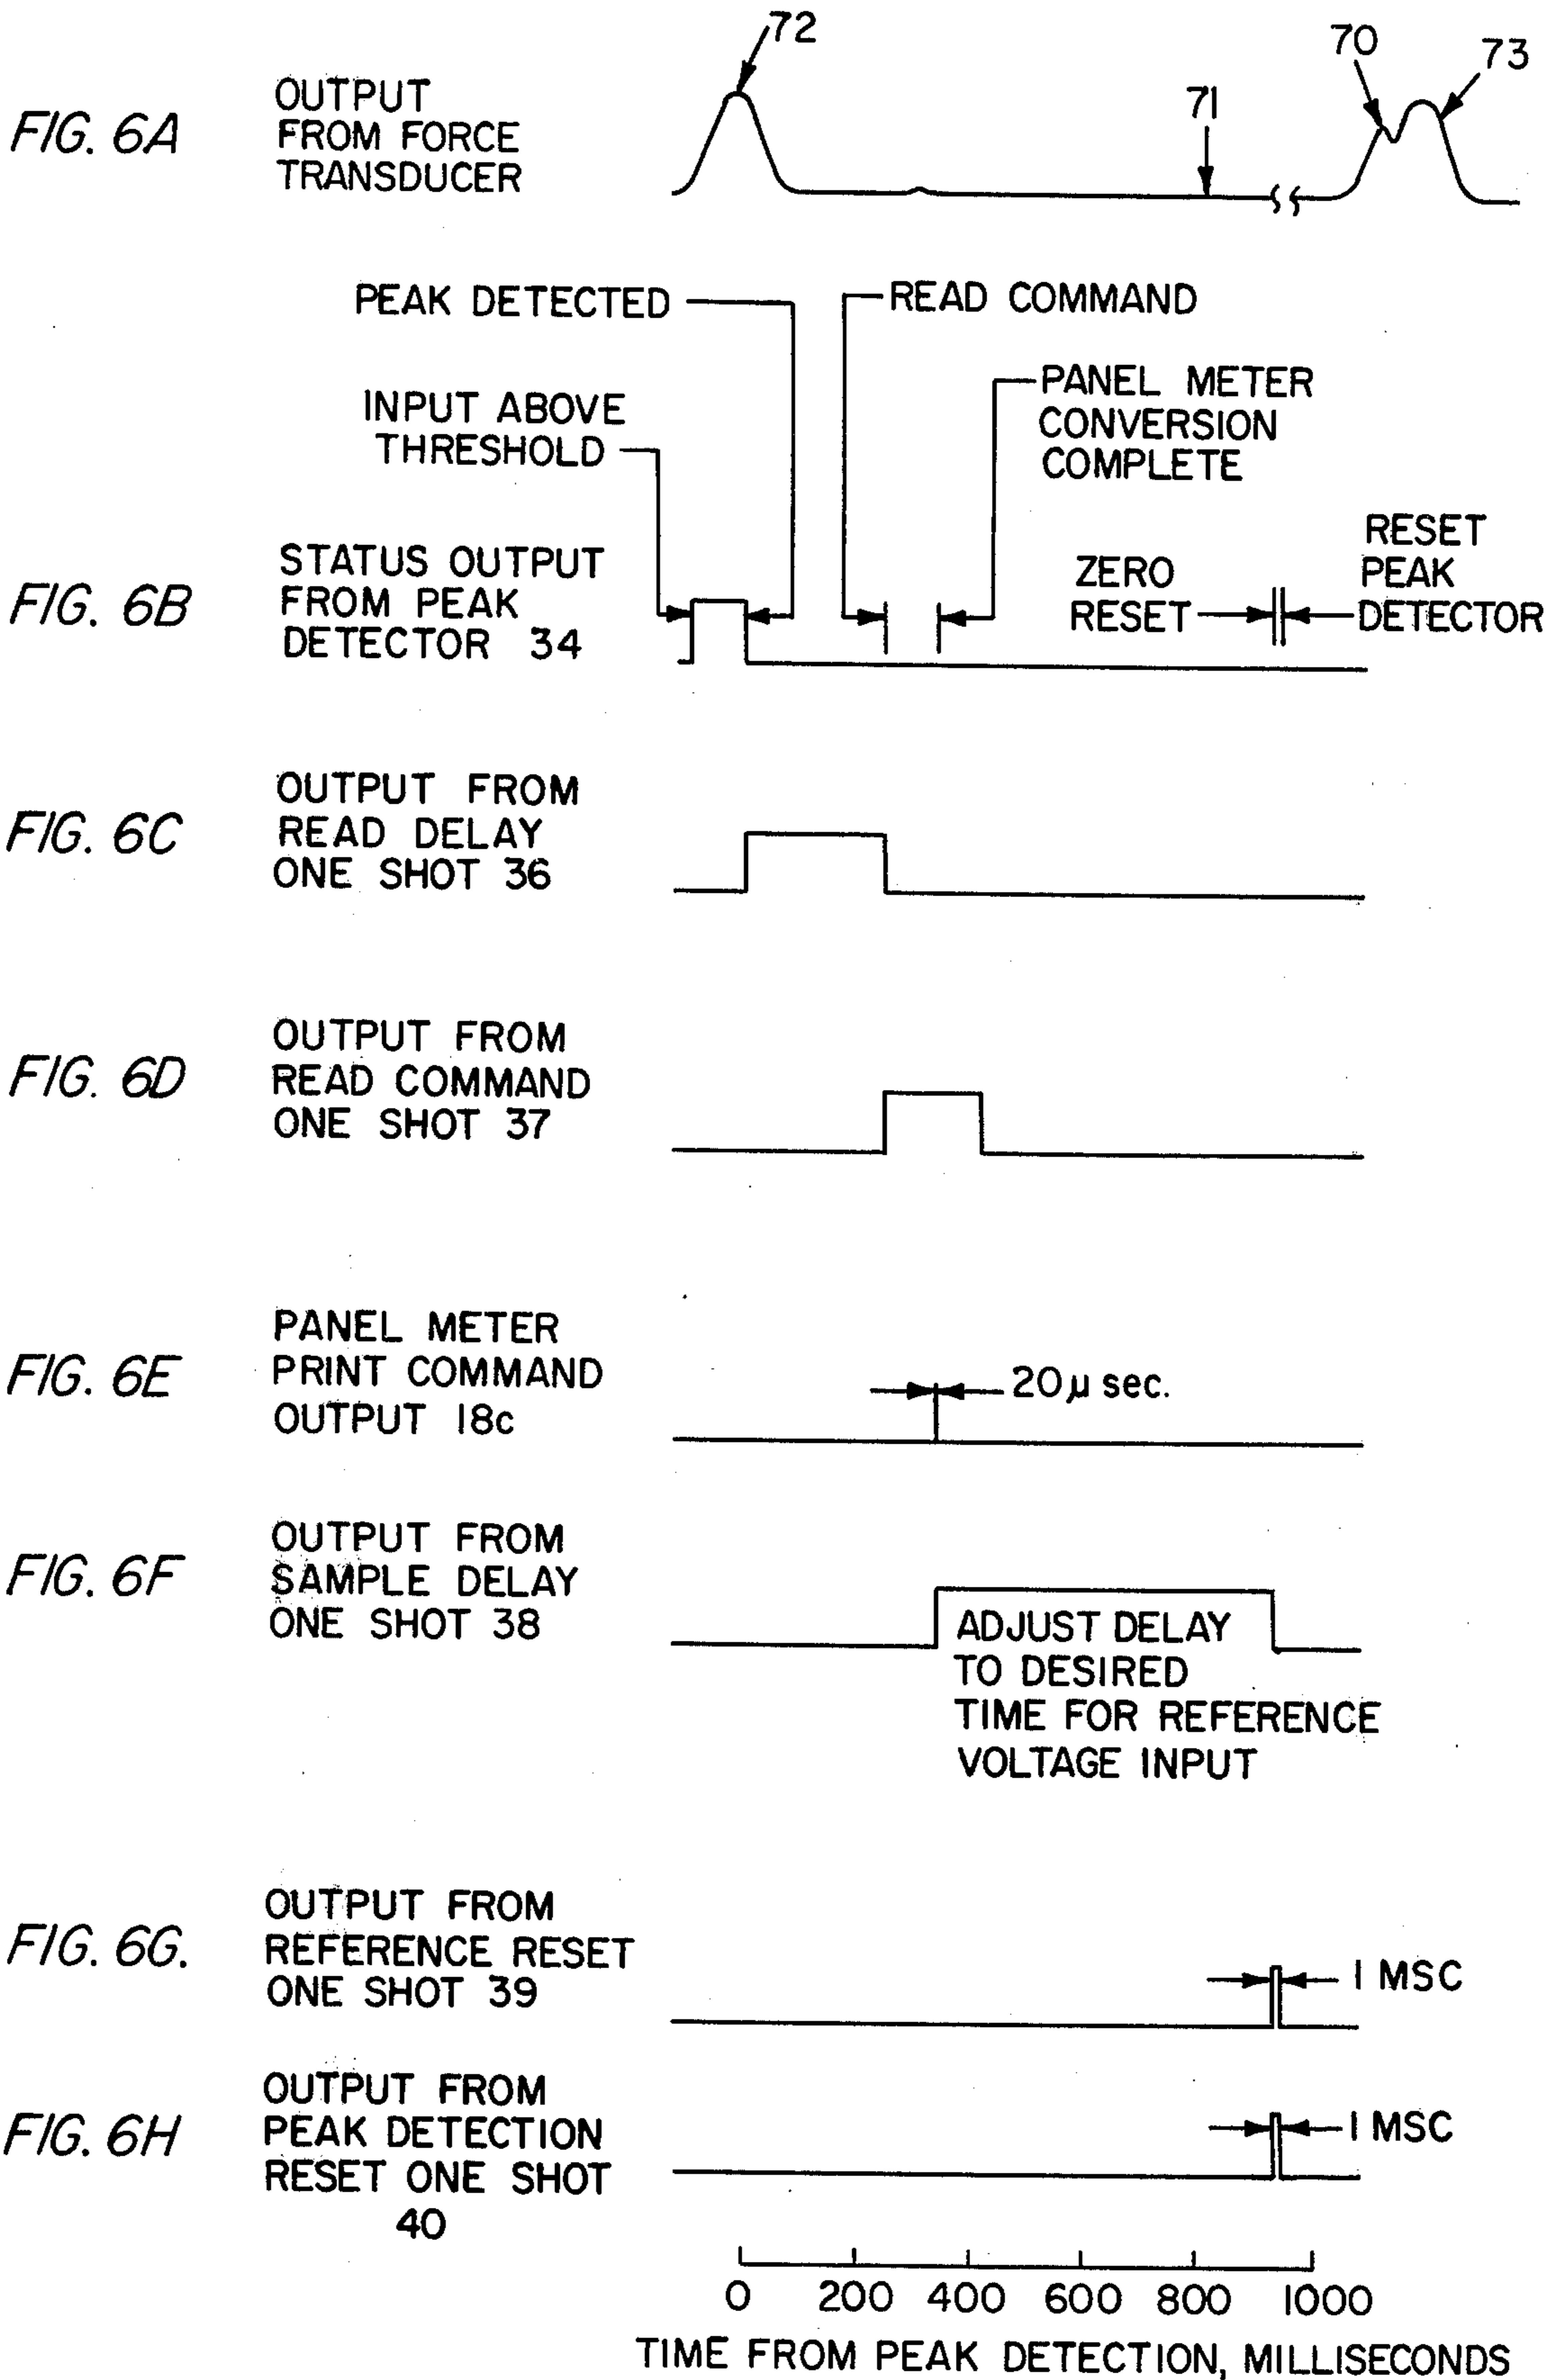 72
70
73
71
FIG. 6A
OUTPUT
FROM FORCE
TRANSDUCER
PEAK DETECTED
READ COMMAND
INPUT ABOVE
THRESHOLD
PANEL METER
CONVERSION
COMPLETE
FIG. 6B
STATUS OUTPUT
FROM PEAK
DETECTOR 34
ZERO
RESET
RESET
PEAK
DETECTOR
FIG. 6C
OUTPUT FROM
READ DELAY
ONE SHOT 36
FIG. 6D
OUTPUT FROM
READ COMMAND
ONE SHOT 37
FIG. 6E
PANEL METER
PRINT COMMAND
OUTPUT 18c
20 μ sec.
FIG. 6F
OUTPUT FROM
SAMPLE DELAY
ONE SHOT 38
ADJUST DELAY
TO DESIRED
TIME FOR REFERENCE
VOLTAGE INPUT
FIG. 6G.
OUTPUT FROM
REFERENCE RESET
ONE SHOT 39
1 MSC
FIG. 6H
OUTPUT FROM
PEAK DETECTION
RESET ONE SHOT
40
1 MSC
0 200 400 600 800 1000
TIME FROM PEAK DETECTION, MILLISECONDS